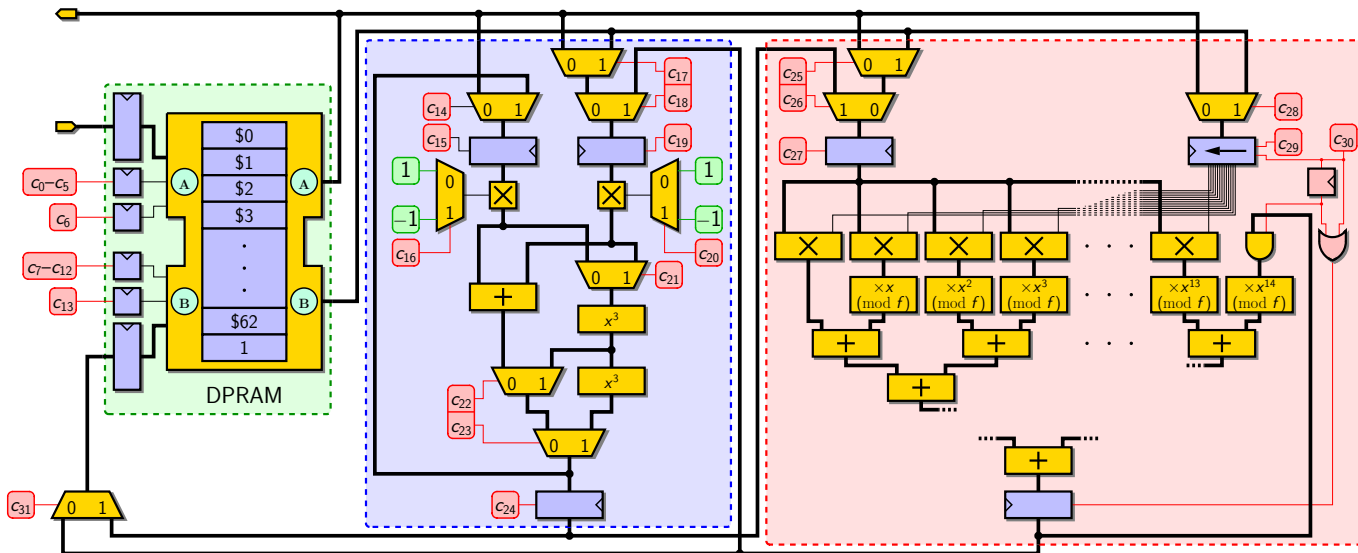 c0–c5
c6
c7–c12
c13
c31
A
A
B
B
$0
$1
$2
$3
.
.
.
$62
1
DPRAM
c14
c15
1
−1
c16
0 1
0 1
0 1
c17
c18
c19
0
1
×
×
0
1
1
−1
c20
0 1
c21
+
x³
x³
0 1
c22
c23
0 1
c24
0 1
c25
c26
c27
0 1
1 0
0 1
c28
c29
c30
×
×
×
×
. . .
×
×x
(mod f)
×x²
(mod f)
×x³
(mod f)
. . .
×x¹³
(mod f)
×x¹⁴
(mod f)
+
+
. . .
+
+
+